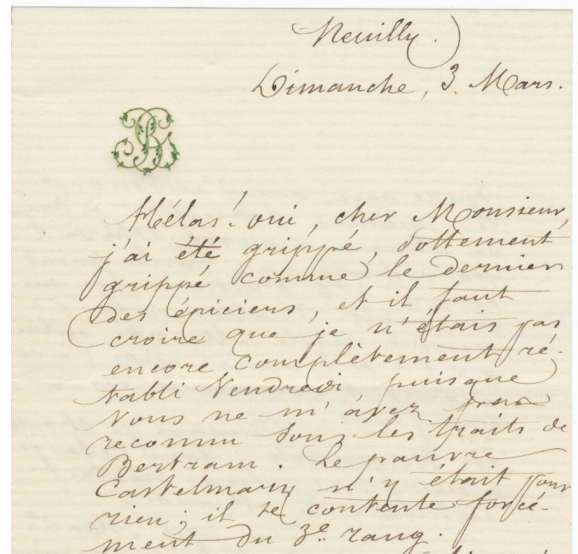 Neuilly.
Dimanche, 3. Mars.
Hélas! oui, cher Monsieur,
j'ai été grippé, sottement
grippé comme le dernier
des épiciers, et il faut
croire que je n'étais pas
encore complètement ré-
tabli Vendredi puisque
Vous ne m'avez pas
reconnu sous les traits de
Bertram. Le pauvre
Castelmary n'y était pour
rien; il se contente forcé-
ment du 3e. rang.